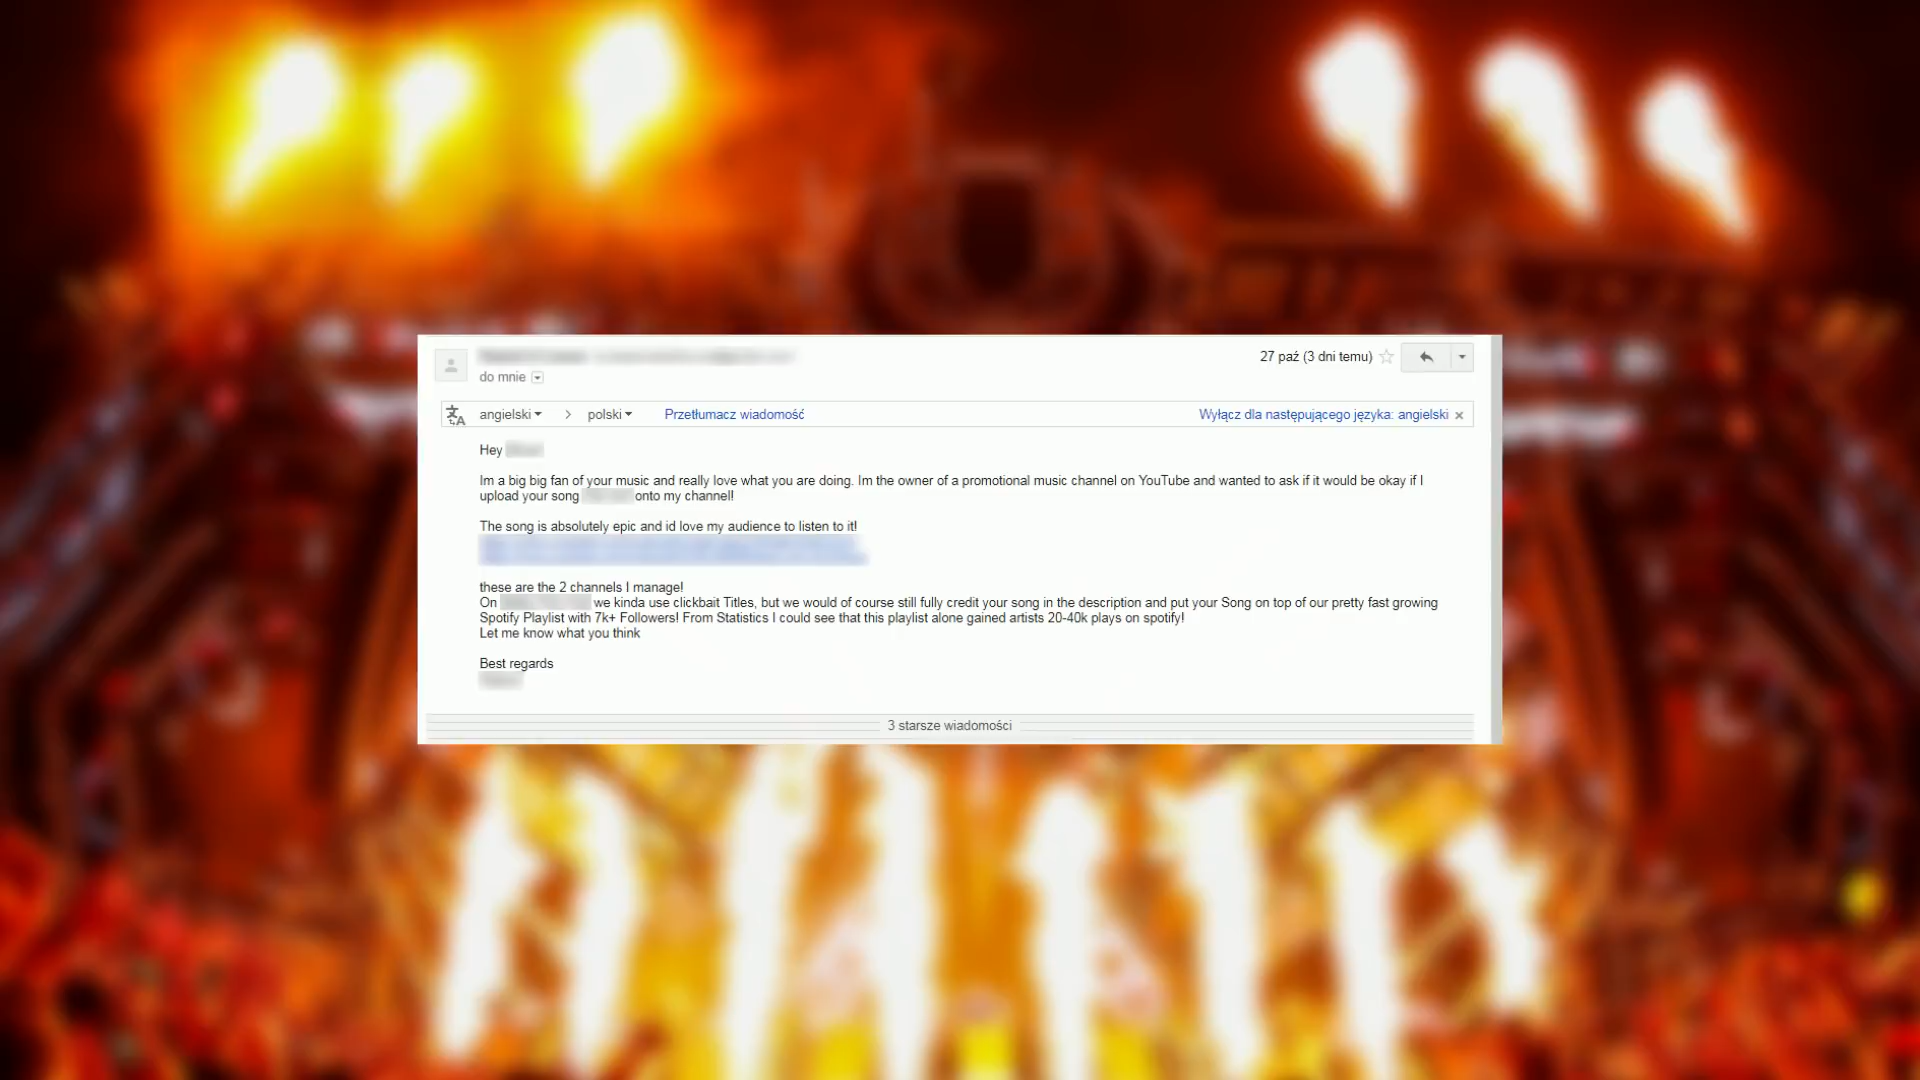 27 paź (3 dni temu)
do mnie
angielski > polski Przetłumacz wiadomość Wyłącz dla następującego języka: angielski ×
Hey
Im a big big fan of your music and really love what you are doing. Im the owner of a promotional music channel on YouTube and wanted to ask if it would be okay if I
upload your song onto my channel!
The song is absolutely epic and id love my audience to listen to it!
these are the 2 channels I manage!
On we kinda use clickbait Titles, but we would of course still fully credit your song in the description and put your Song on top of our pretty fast growing
Spotify Playlist with 7k+ Followers! From Statistics I could see that this playlist alone gained artists 20-40k plays on spotify!
Let me know what you think
Best regards
3 starsze wiadomości